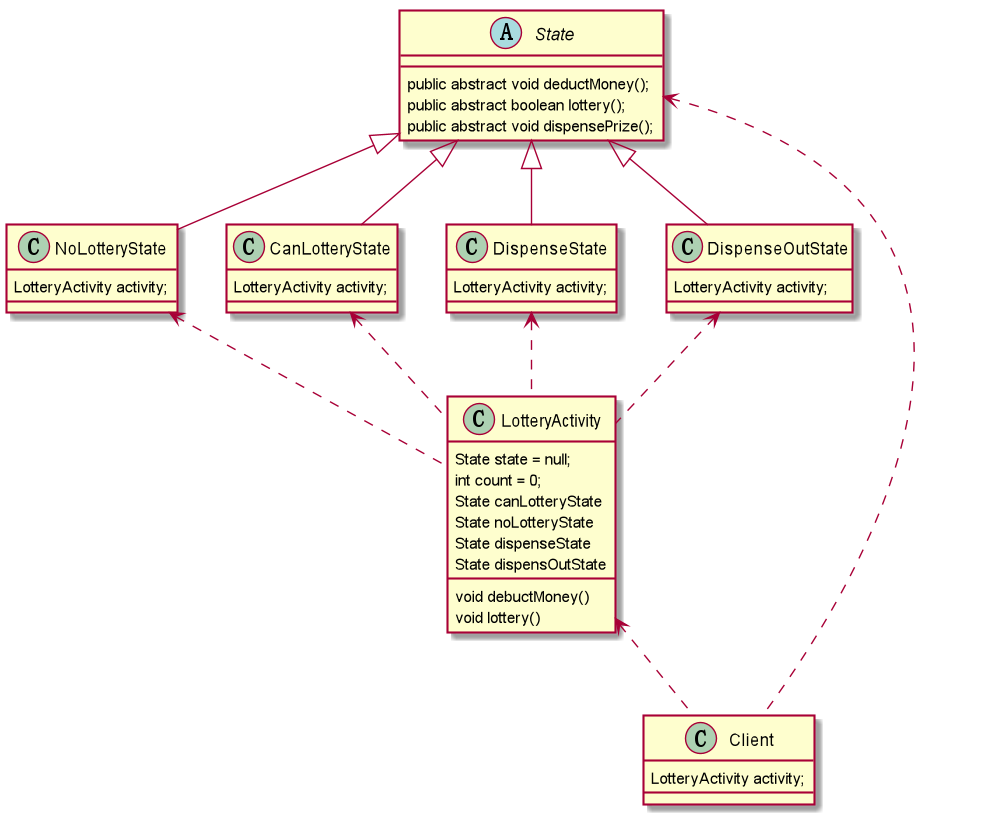 A State
public abstract void deductMoney();
public abstract boolean lottery();
public abstract void dispensePrize();
C NoLotteryState
LotteryActivity activity;
C CanLotteryState
LotteryActivity activity;
C DispenseState
LotteryActivity activity;
C DispenseOutState
LotteryActivity activity;
C LotteryActivity
State state = null;
int count = 0;
State canLotteryState
State noLotteryState
State dispenseState
State dispensOutState
void debuctMoney()
void lottery()
C Client
LotteryActivity activity;